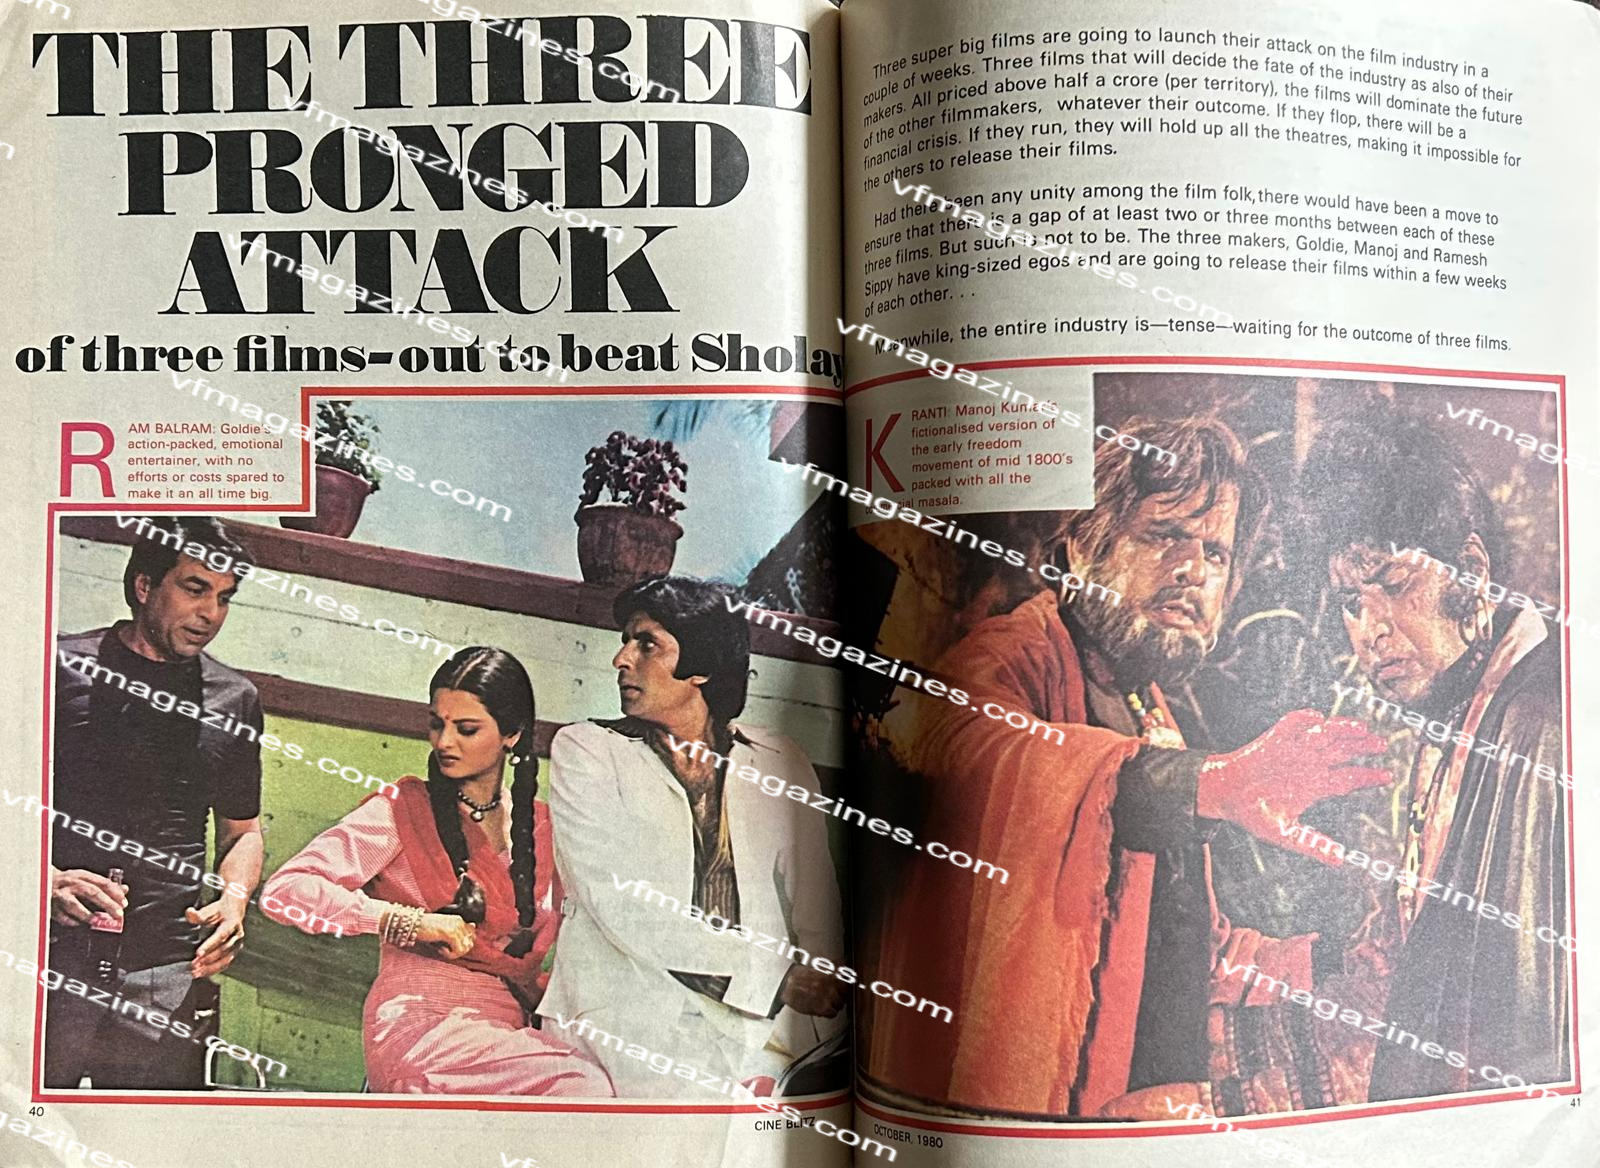 THE THREE
PRONGED
ATTACK
of three films-out to beat Sholay
R
AM BALRAM: Goldie's
action-packed, emotional
entertainer, with no
efforts or costs spared to
make it an all time big.
40
CINE BLITZ
Three super big films are going to launch their attack on the film industry in a
couple of weeks. Three films that will decide the fate of the industry as also of their
makers. All priced above half a crore (per territory), the films will dominate the future
of the other filmmakers, whatever their outcome. If they flop, there will be a
financial crisis. If they run, they will hold up all the theatres, making it impossible for
the others to release their films.
Had there been any unity among the film folk, there would have been a move to
ensure that there is a gap of at least two or three months between each of these
three films. But such is not to be. The three makers, Goldie, Manoj and Ramesh
Sippy have king-sized egos and are going to release their films within a few weeks
of each other. . .
Meanwhile, the entire industry is—tense—waiting for the outcome of three films.
K
RANTI: Manoj Kumar's
fictionalised version of
the early freedom
movement of mid 1800's
packed with all the
masala.
OCTOBER, 1980
41
vfmagazines.com